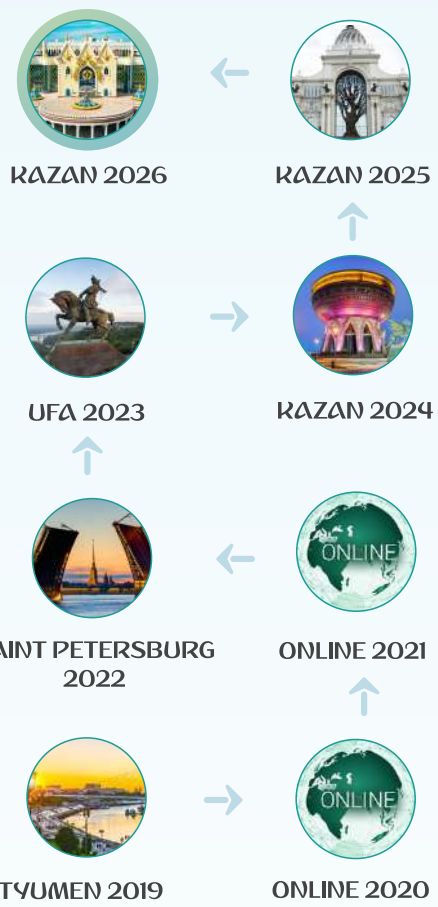 KAZAN 2026
KAZAN 2025
UFA 2023
KAZAN 2024
ONLINE
AINT PETERSBURG
2022
ONLINE 2021
ONLINE
TYUMEN 2019
ONLINE 2020